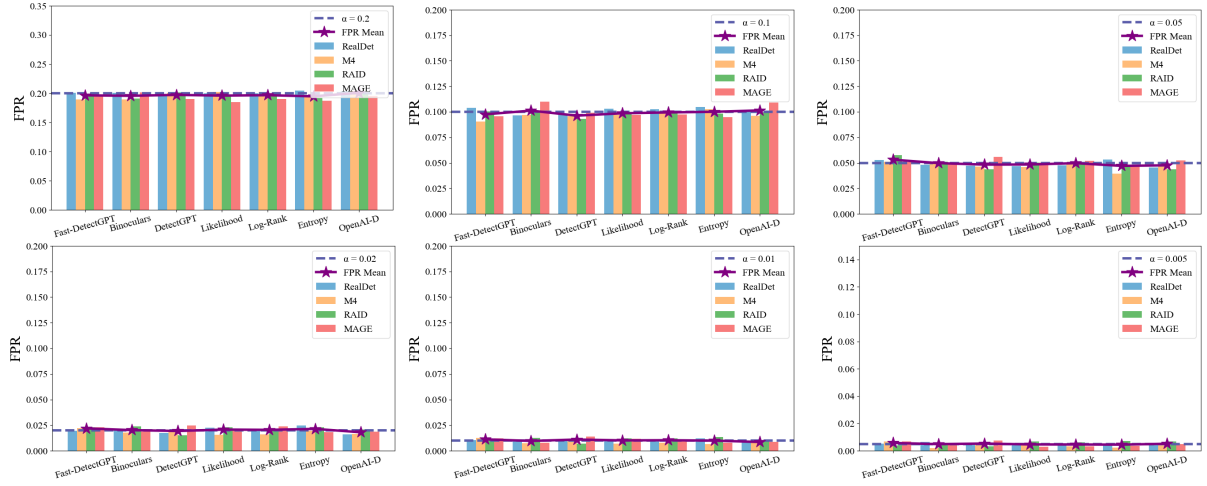 0.35
0.30
0.25
0.20
0.15
0.10
0.05
0.00
FPR
α = 0.2
FPR Mean
RealDet
M4
RAID
MAGE
Fast-DetectGPT
Binoculars
DetectGPT
Likelihood
Log-Rank
Entropy
OpenAI-D
0.200
0.175
0.150
0.125
0.100
0.075
0.050
0.025
0.000
FPR
α = 0.1
FPR Mean
RealDet
M4
RAID
MAGE
Fast-DetectGPT
Binoculars
DetectGPT
Likelihood
Log-Rank
Entropy
OpenAI-D
0.200
0.175
0.150
0.125
0.100
0.075
0.050
0.025
0.000
FPR
α = 0.05
FPR Mean
RealDet
M4
RAID
MAGE
Fast-DetectGPT
Binoculars
DetectGPT
Likelihood
Log-Rank
Entropy
OpenAI-D
0.200
0.175
0.150
0.125
0.100
0.075
0.050
0.025
0.000
FPR
α = 0.02
FPR Mean
RealDet
M4
RAID
MAGE
Fast-DetectGPT
Binoculars
DetectGPT
Likelihood
Log-Rank
Entropy
OpenAI-D
0.200
0.175
0.150
0.125
0.100
0.075
0.050
0.025
0.000
FPR
α = 0.01
FPR Mean
RealDet
M4
RAID
MAGE
Fast-DetectGPT
Binoculars
DetectGPT
Likelihood
Log-Rank
Entropy
OpenAI-D
0.14
0.12
0.10
0.08
0.06
0.04
0.02
0.00
FPR
α = 0.005
FPR Mean
RealDet
M4
RAID
MAGE
Fast-DetectGPT
Binoculars
DetectGPT
Likelihood
Log-Rank
Entropy
OpenAI-D